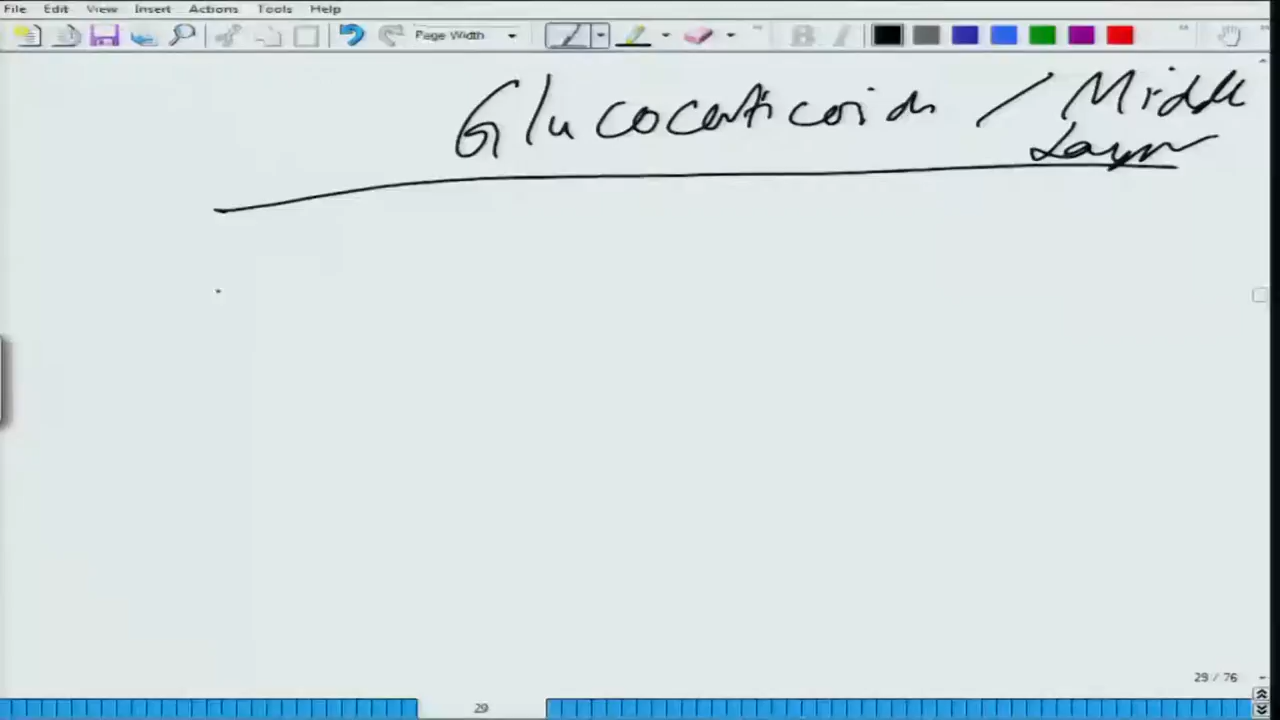 File Edit View Insert Actions Tools Help
Page Width
Glucocorticoids / Middle
Layer
29 / 76
29